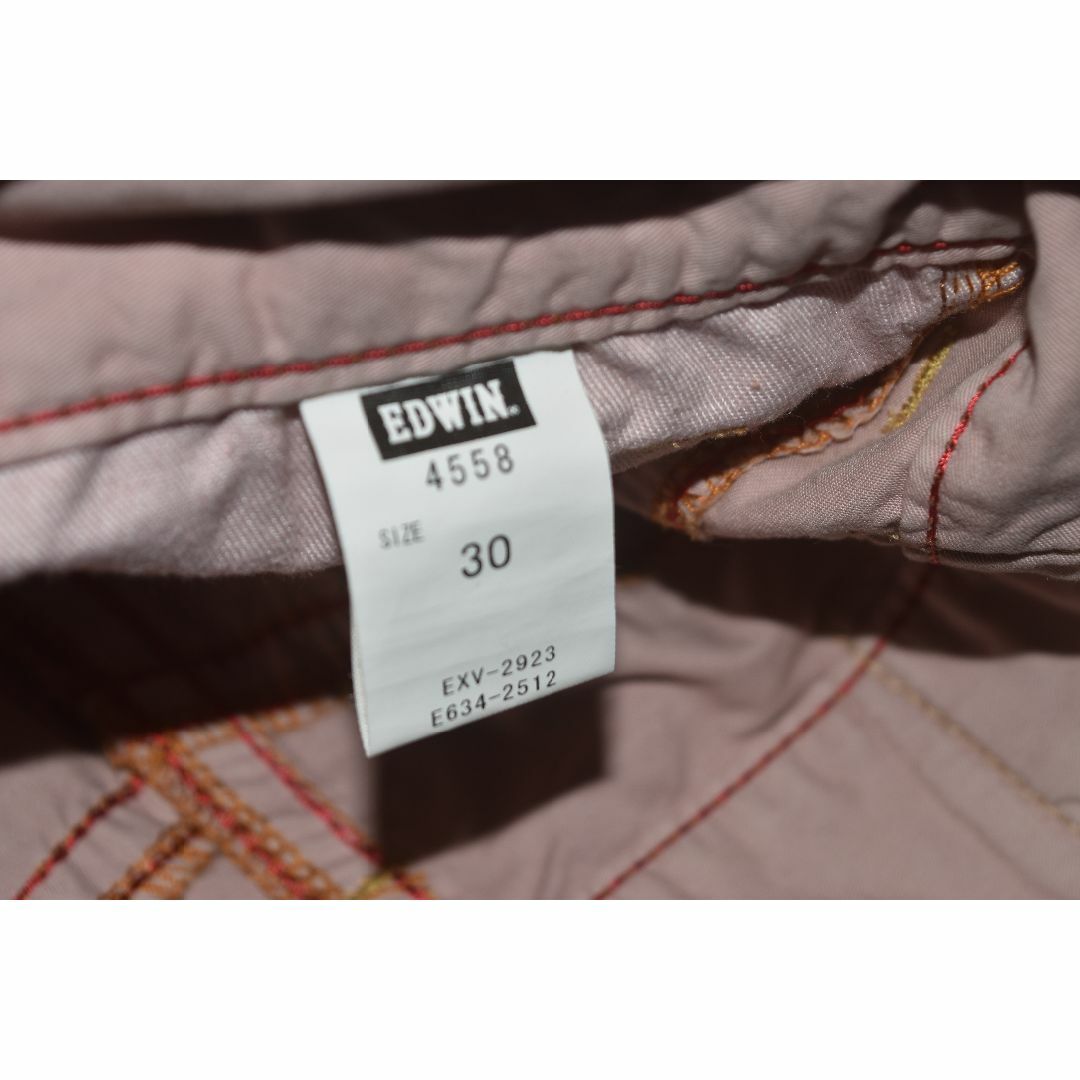 EDWIN.
4558
SIZE
30
EXV-2923
E634-2512